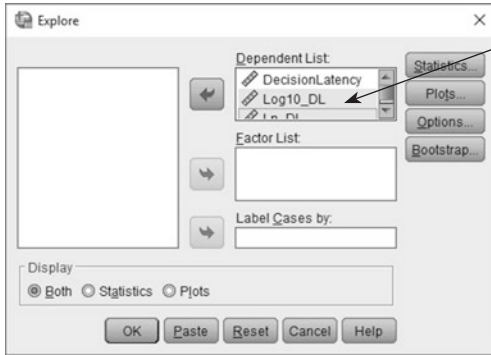 Explore
Dependent List:
DecisionLatency
Log10_DL
Ln_DL
Factor List:
Label Cases by:
Statistics...
Plots...
Options...
Bootstrap...
Display
Both Statistics Plots
OK Paste Reset Cancel Help